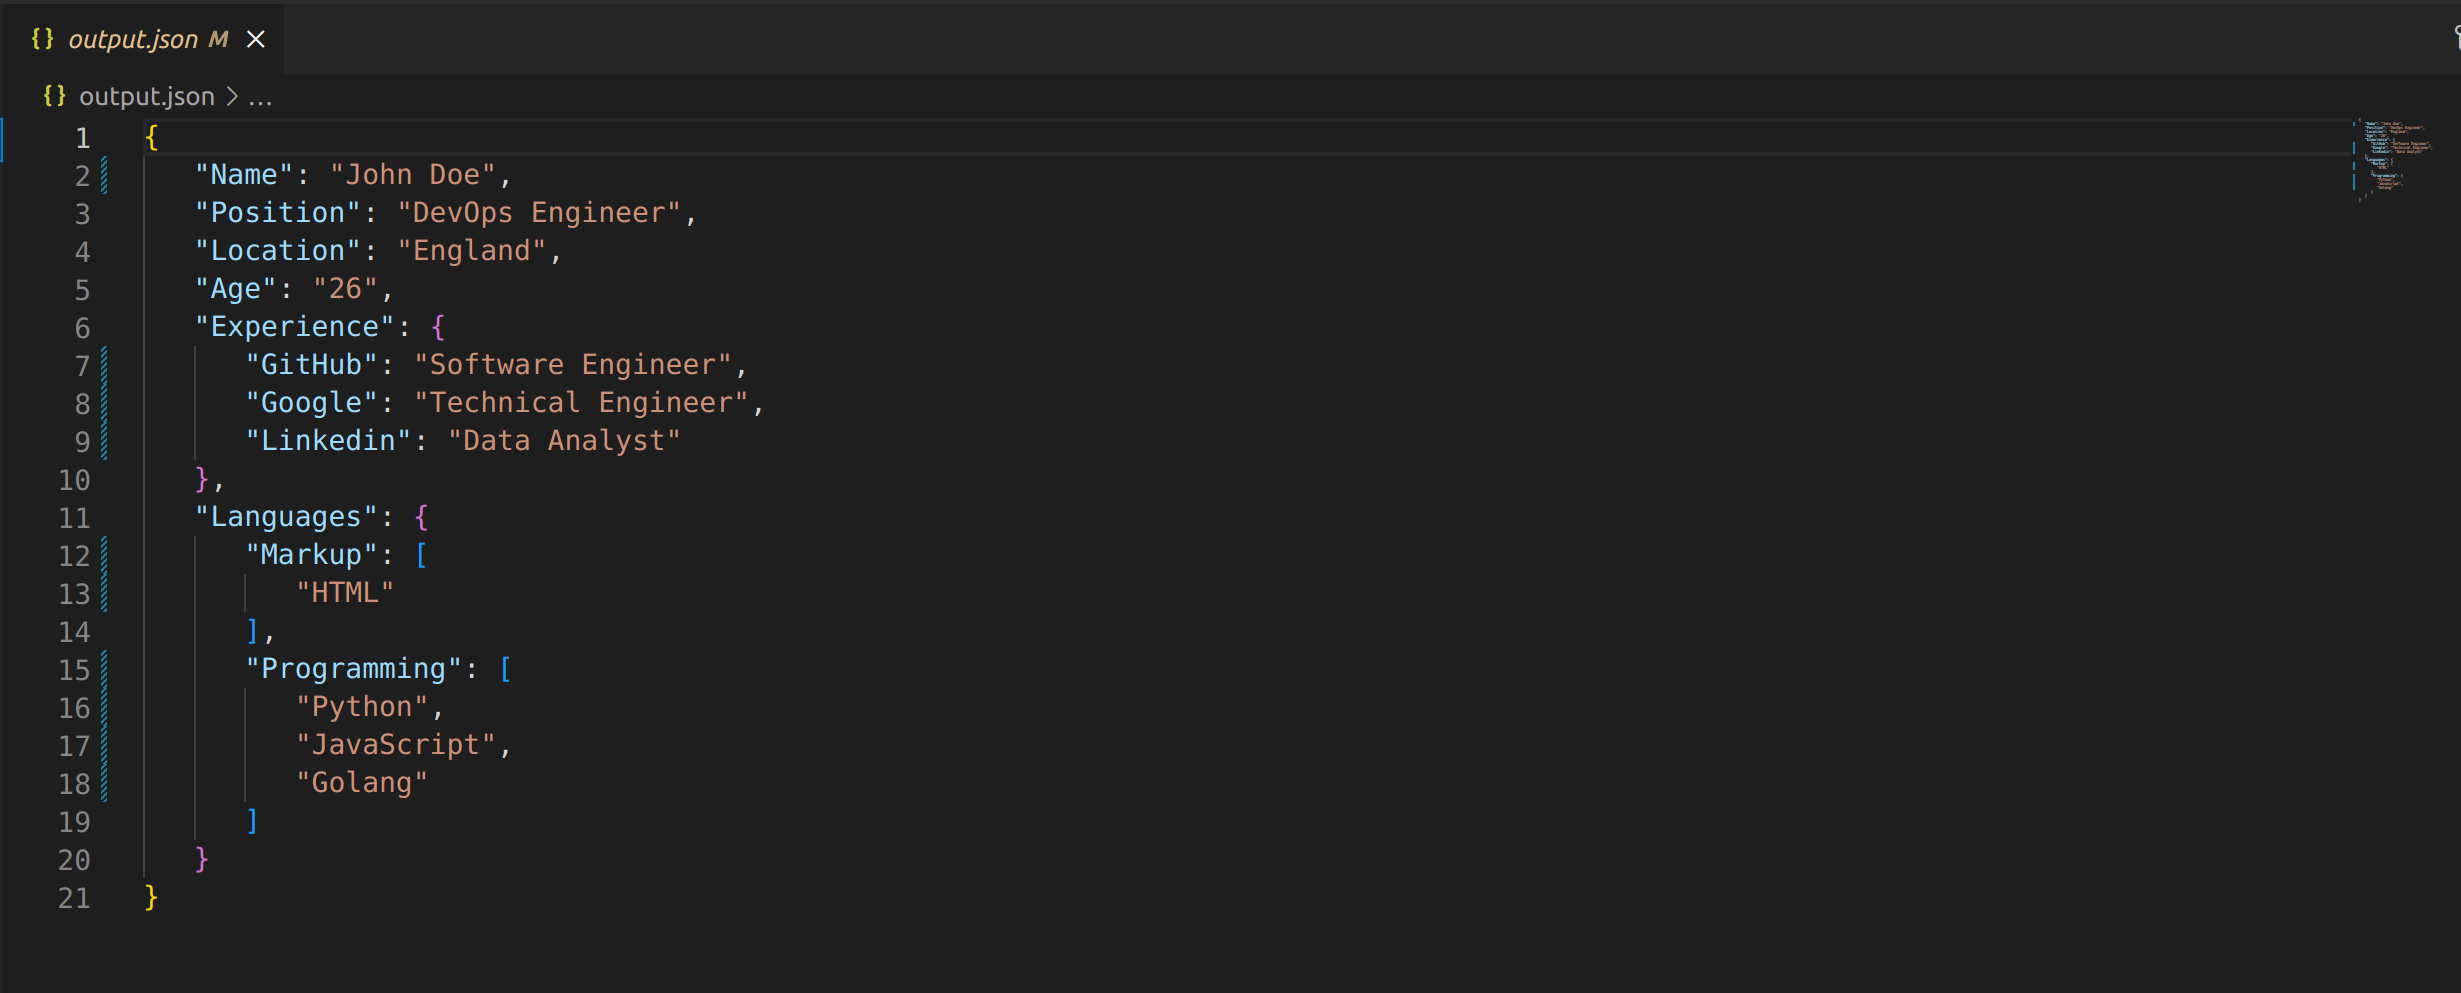 {} output.json M ×
{} output.json > ...
1 {
2 "Name": "John Doe",
3 "Position": "DevOps Engineer",
4 "Location": "England",
5 "Age": "26",
6 "Experience": {
7 "GitHub": "Software Engineer",
8 "Google": "Technical Engineer",
9 "Linkedin": "Data Analyst"
10 },
11 "Languages": {
12 "Markup": [
13 "HTML"
14 ],
15 "Programming": [
16 "Python",
17 "JavaScript",
18 "Golang"
19 ]
20 }
21 }